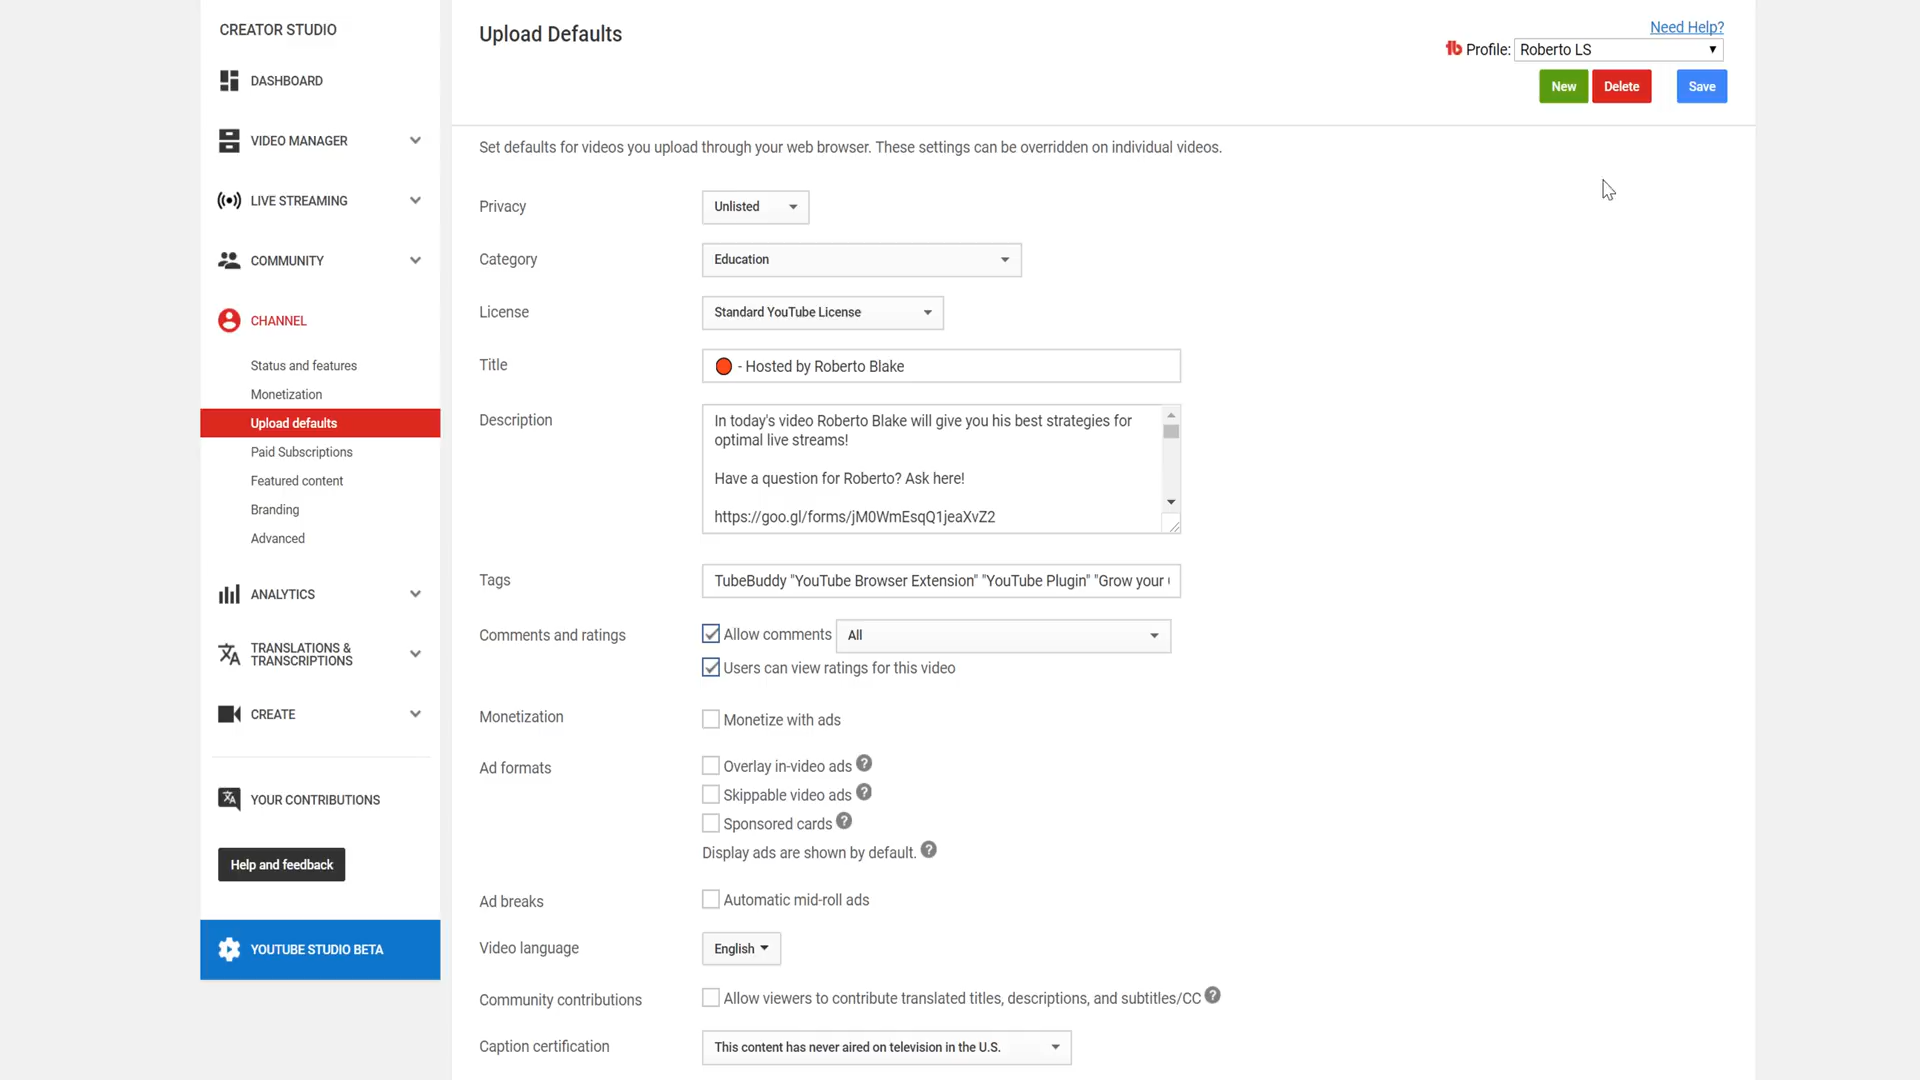 CREATOR STUDIO
DASHBOARD
VIDEO MANAGER
LIVE STREAMING
COMMUNITY
CHANNEL
Status and features
Monetization
Upload defaults
Paid Subscriptions
Featured content
Branding
Advanced
ANALYTICS
TRANSLATIONS &
TRANSCRIPTIONS
CREATE
YOUR CONTRIBUTIONS
Help and feedback
YOUTUBE STUDIO BETA
Upload Defaults
Need Help?
tb Profile: Roberto LS
New Delete Save
Set defaults for videos you upload through your web browser. These settings can be overridden on individual videos.
Privacy Unlisted
Category Education
License Standard YouTube License
Title - Hosted by Roberto Blake
Description In today's video Roberto Blake will give you his best strategies for
optimal live streams!
Have a question for Roberto? Ask here!
https://goo.gl/forms/jM0WmEsqQ1jeaXvZ2
Tags TubeBuddy "YouTube Browser Extension" "YouTube Plugin" "Grow your
Comments and ratings Allow comments All
Users can view ratings for this video
Monetization Monetize with ads
Ad formats Overlay in-video ads ?
Skippable video ads ?
Sponsored cards ?
Display ads are shown by default. ?
Ad breaks Automatic mid-roll ads
Video language English
Community contributions Allow viewers to contribute translated titles, descriptions, and subtitles/CC ?
Caption certification This content has never aired on television in the U.S.